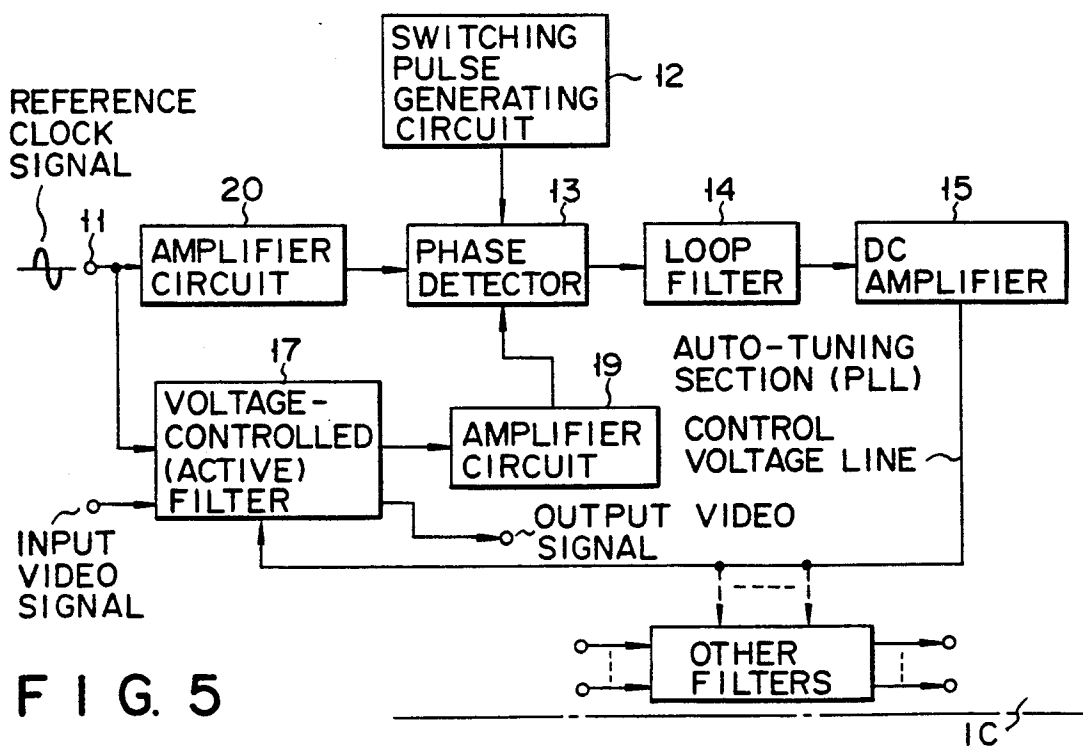 SWITCHING
PULSE
GENERATING
CIRCUIT
12
REFERENCE
CLOCK
SIGNAL
11
20
AMPLIFIER
CIRCUIT
13
PHASE
DETECTOR
14
LOOP
FILTER
15
DC
AMPLIFIER
17
VOLTAGE-
CONTROLLED
(ACTIVE)
FILTER
19
AMPLIFIER
CIRCUIT
AUTO-TUNING
SECTION (PLL)
CONTROL
VOLTAGE LINE
INPUT
VIDEO
SIGNAL
OUTPUT VIDEO
SIGNAL
OTHER
FILTERS
FIG. 5
IC